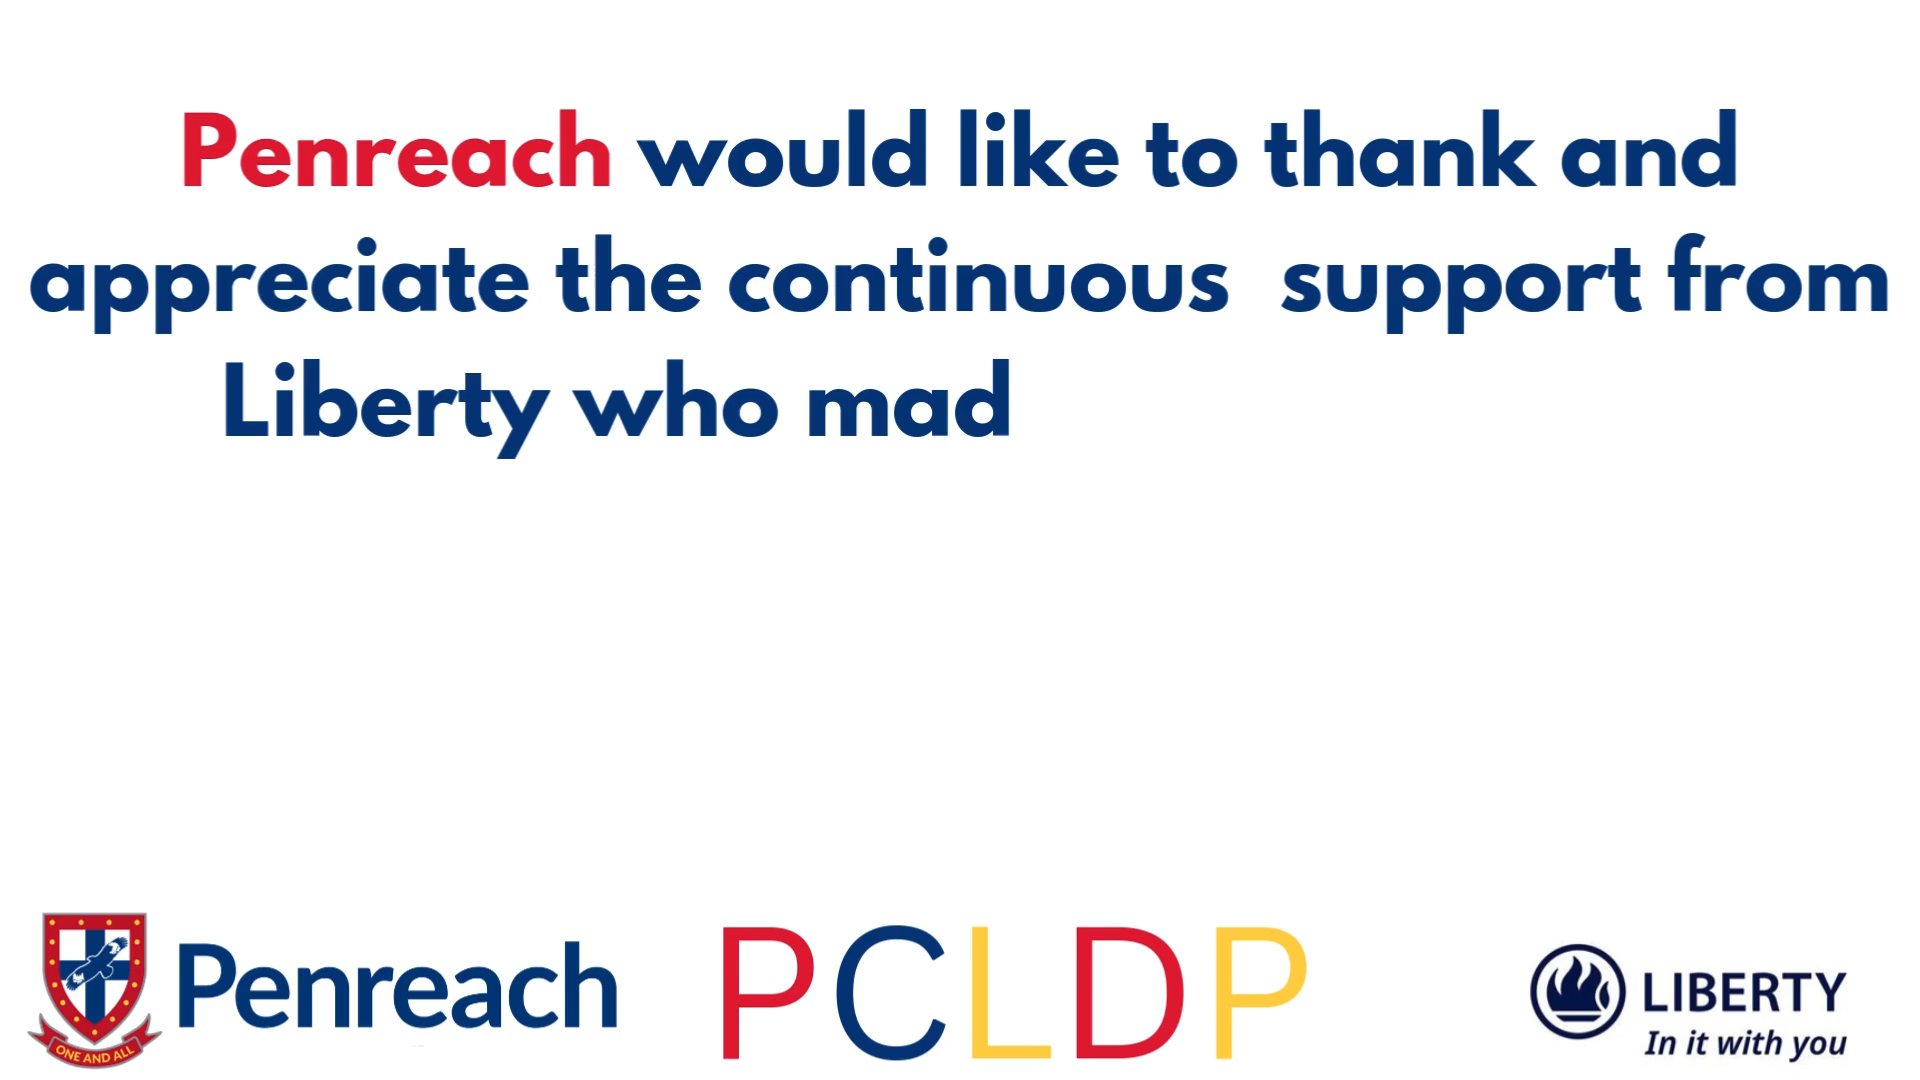 Penreach would like to thank and
appreciate the continuous  support from
Liberty who mad
ONE AND ALL
Penreach
PCLDP
LIBERTY
In it with you